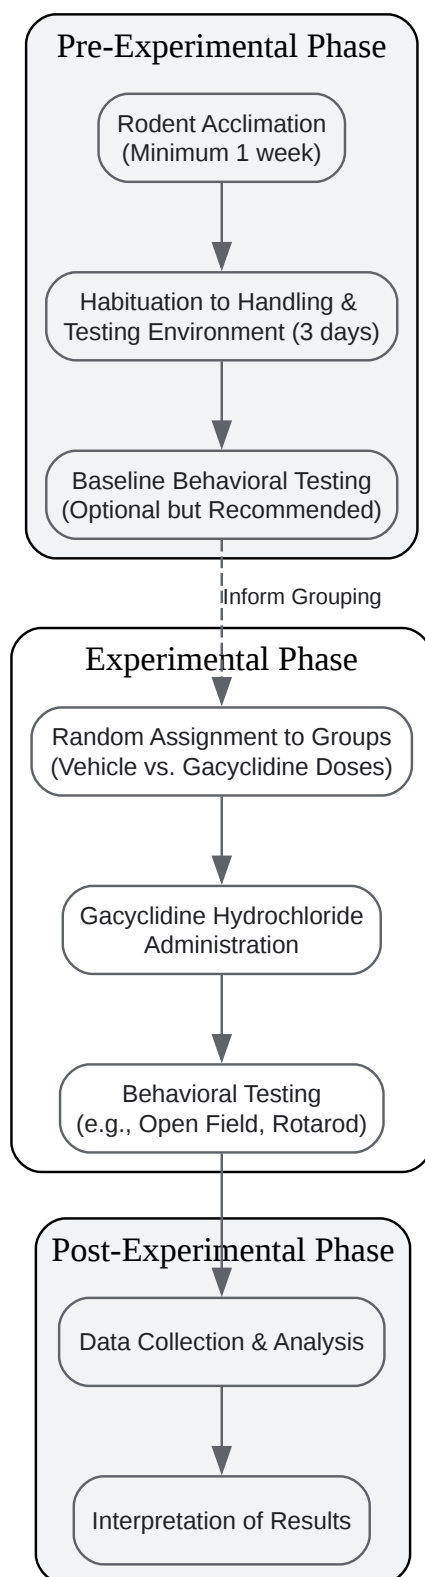 Pre-Experimental Phase
Rodent Acclimation
(Minimum 1 week)
Habituation to Handling &
Testing Environment (3 days)
Baseline Behavioral Testing
(Optional but Recommended)
Inform Grouping
Experimental Phase
Random Assignment to Groups
(Vehicle vs. Gacyclidine Doses)
Gacyclidine Hydrochloride
Administration
Behavioral Testing
(e.g., Open Field, Rotarod)
Post-Experimental Phase
Data Collection & Analysis
Interpretation of Results